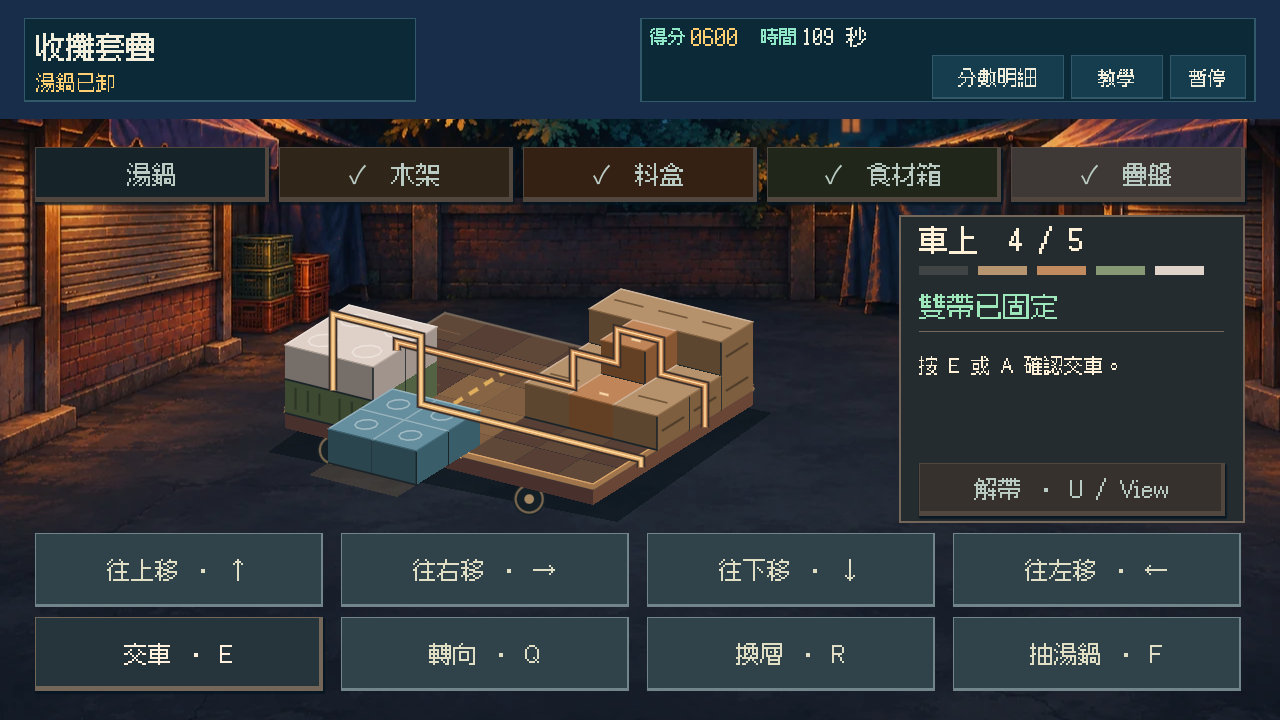 收攤套疊
湯鍋已卸
得分 0600 時間 109 秒
分數明細 教學 暫停
湯鍋 ✓ 木架 ✓ 料盒 ✓ 食材箱 ✓ 疊盤
車上 4 / 5
雙帶已固定
按 E 或 A 確認交車。
解帶 · U / View
往上移 · ↑ 往右移 · → 往下移 · ↓ 往左移 · ←
交車 · E 轉向 · Q 換層 · R 抽湯鍋 · F